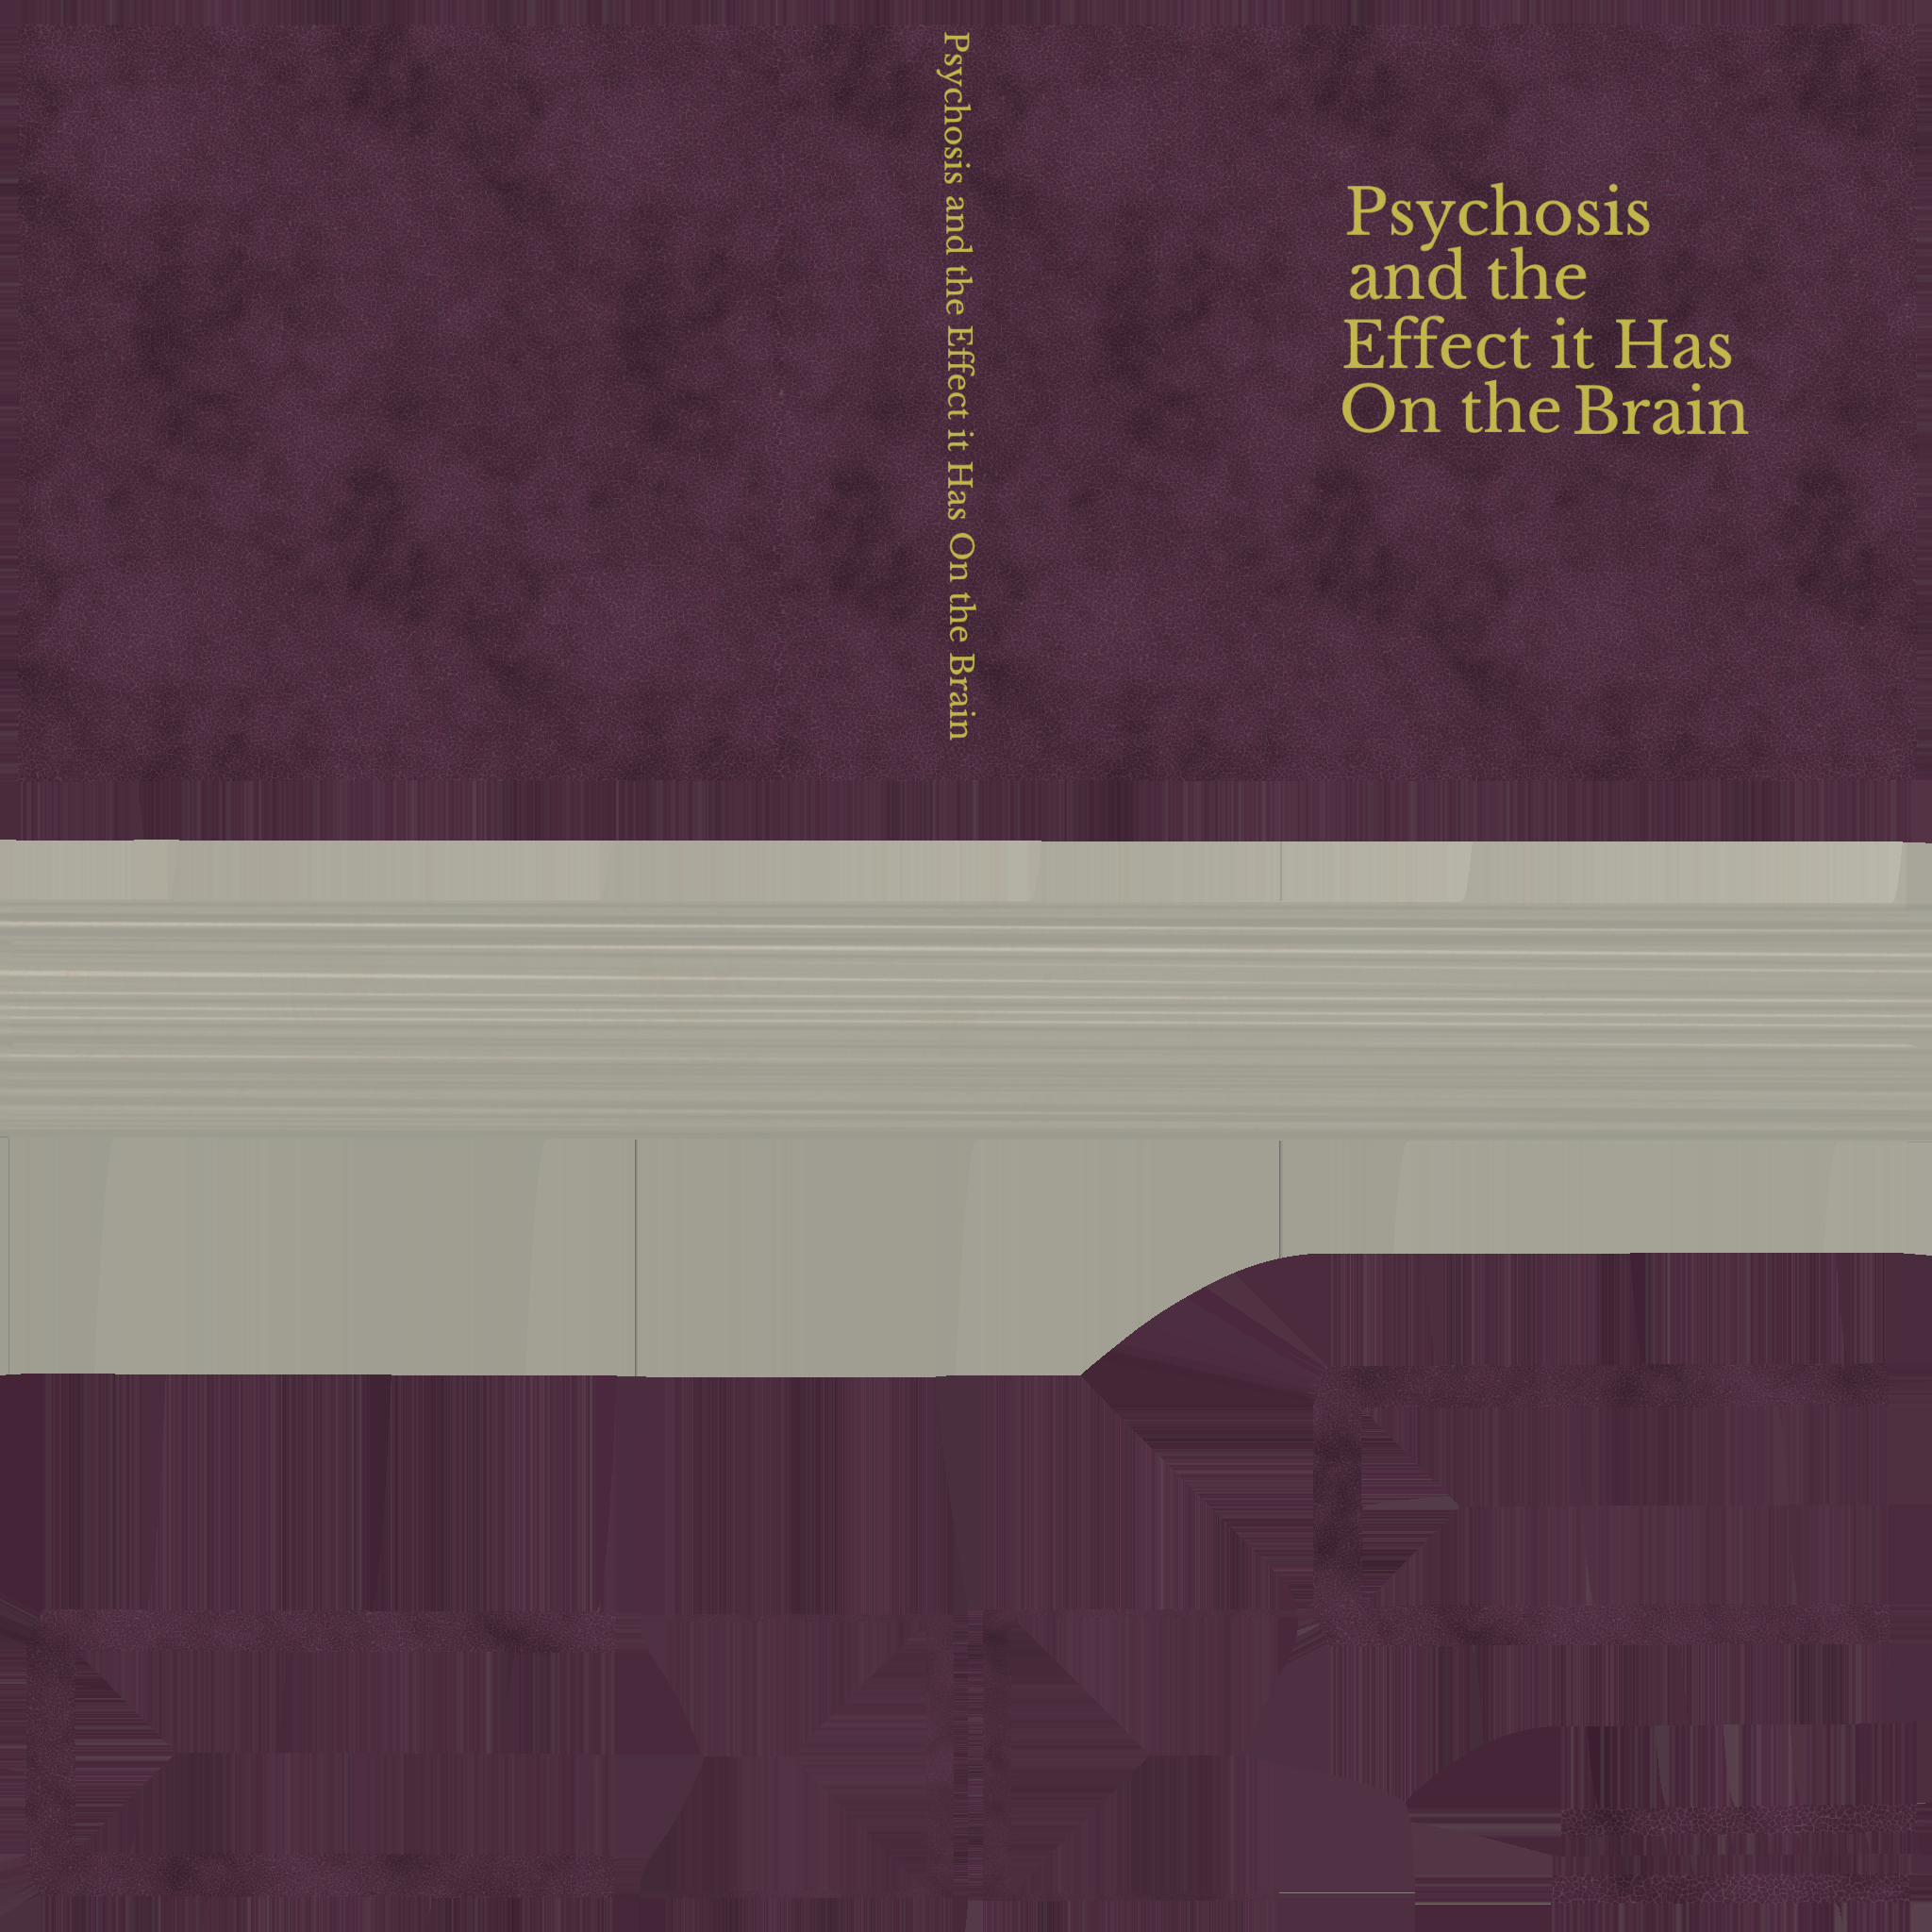 Psychosis and the Effect it Has On the Brain
Psychosis
and the
Effect it Has
On the Brain